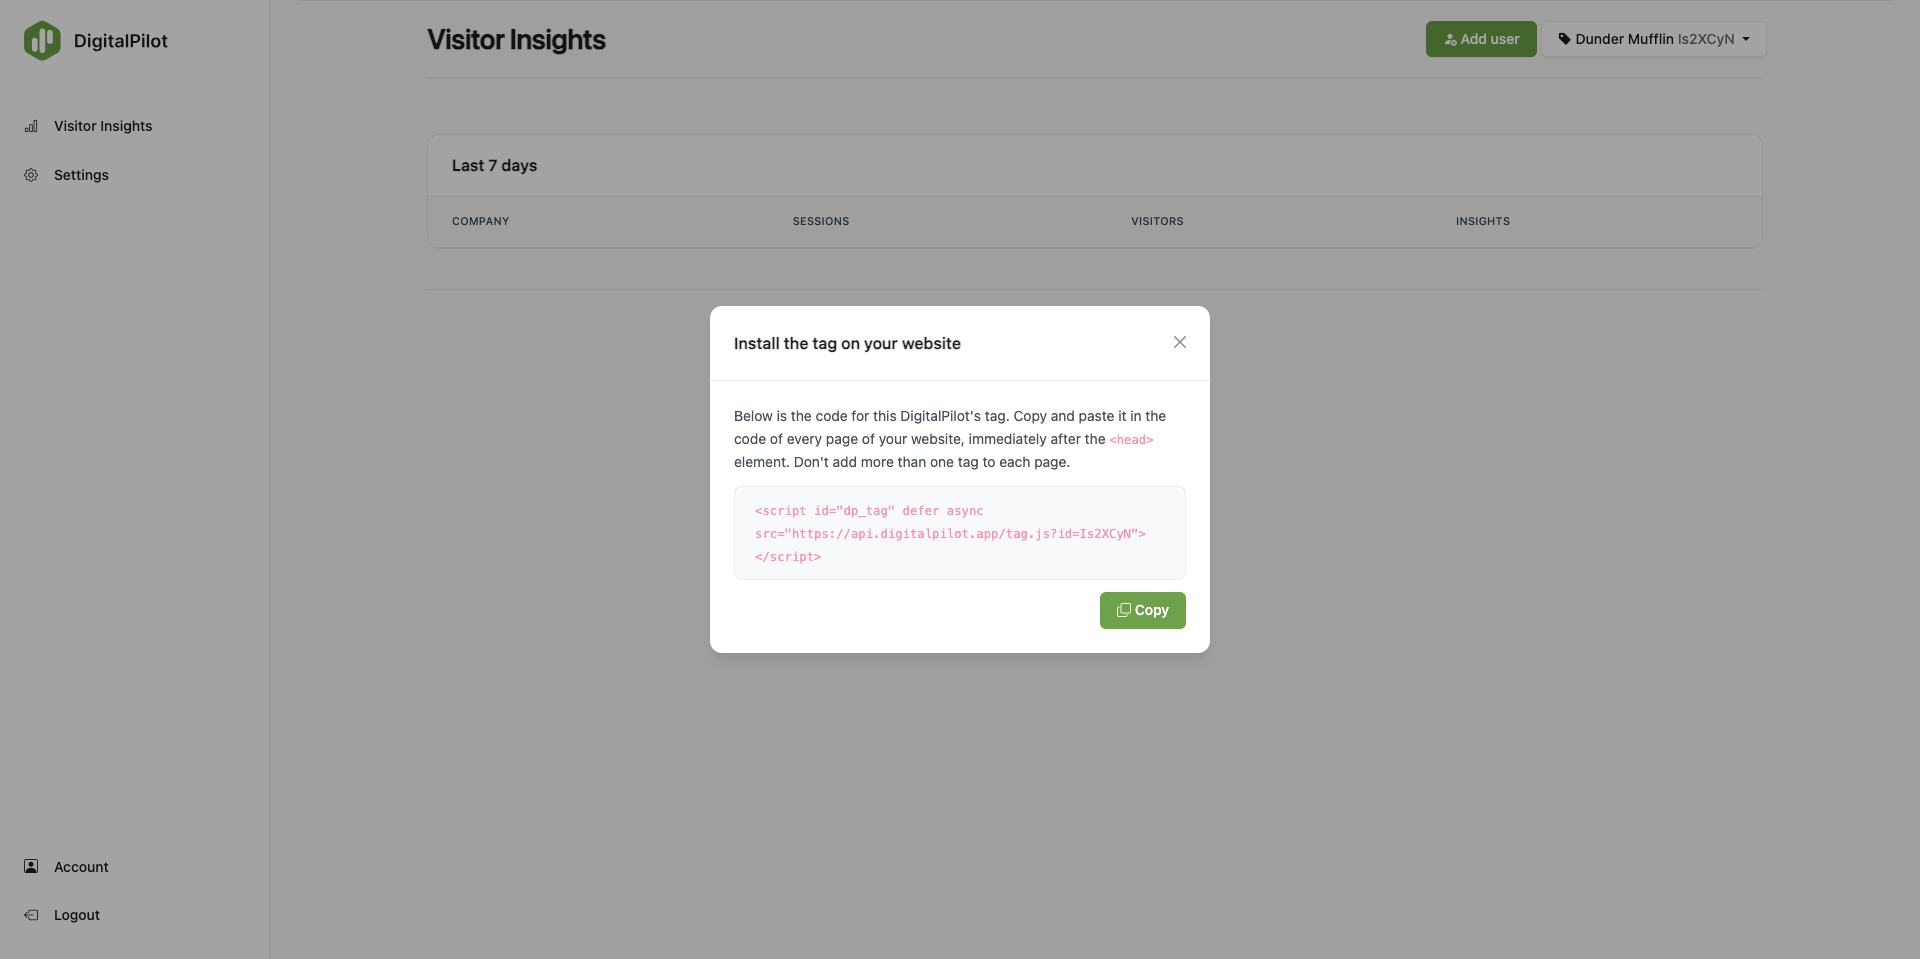 DigitalPilot
Visitor Insights
Settings
Account
Logout
Visitor Insights
Add user
Dunder Mufflin Is2XCyN
Last 7 days
COMPANY SESSIONS VISITORS INSIGHTS
Install the tag on your website
Below is the code for this DigitalPilot's tag. Copy and paste it in the
code of every page of your website, immediately after the <head>
element. Don't add more than one tag to each page.
<script id="dp_tag" defer async
src="https://api.digitalpilot.app/tag.js?id=Is2XCyN">
</script>
Copy